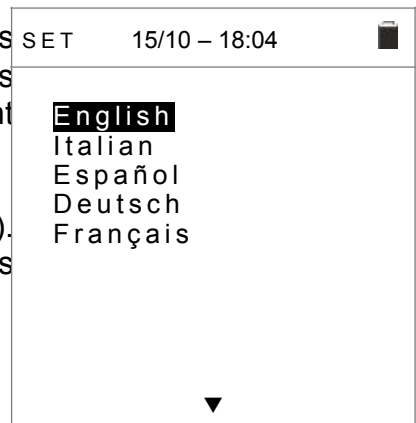 SET 15/10 – 18:04
English
Italian
Español
Deutsch
Français